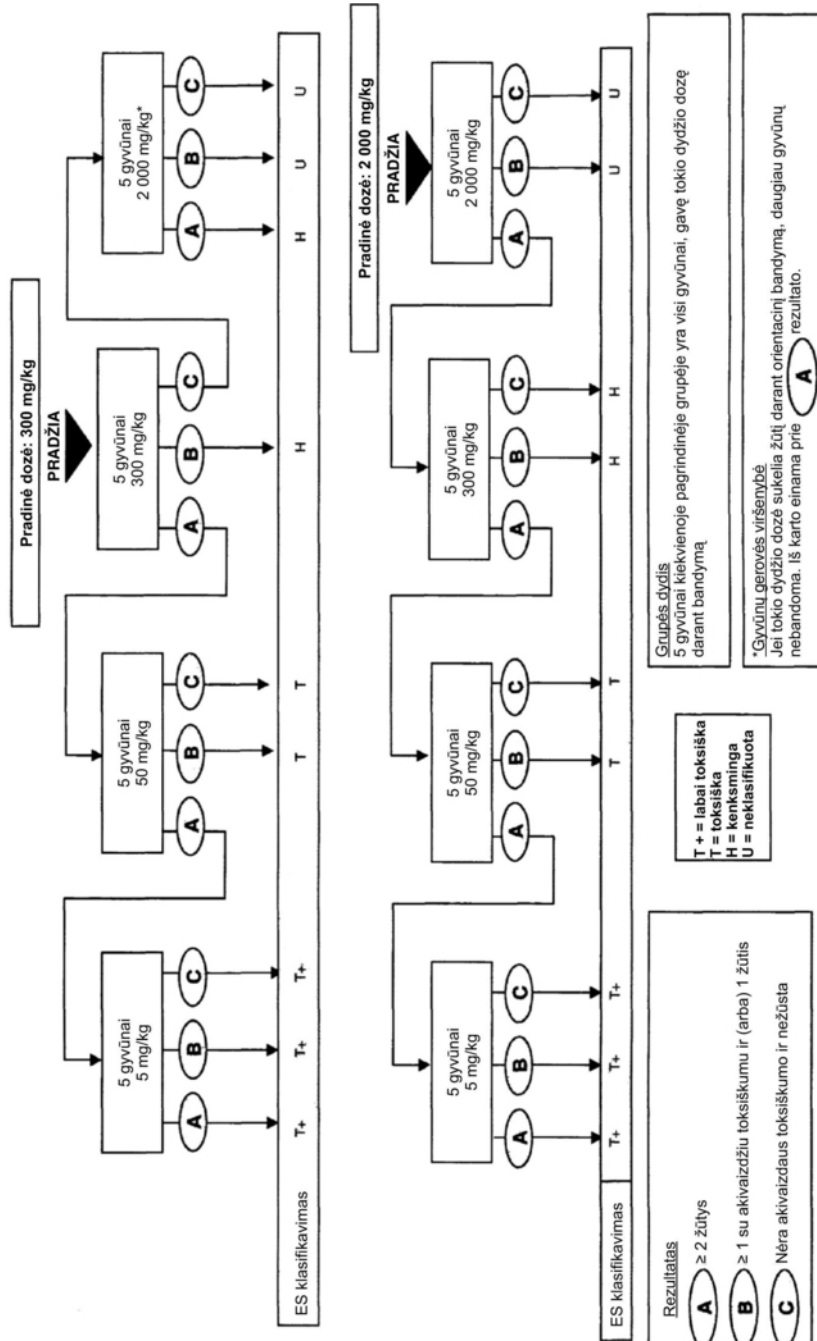 Pradinė dozė: 300 mg/kg
PRADŽIA
5 gyvūnai
5 mg/kg
5 gyvūnai
50 mg/kg
5 gyvūnai
300 mg/kg
5 gyvūnai
2 000 mg/kg*
A B C A B C A B C A B C
ES klasifikavimas T+ T+ T+ T T H H U U
Pradinė dozė: 2 000 mg/kg
PRADŽIA
5 gyvūnai
5 mg/kg
5 gyvūnai
50 mg/kg
5 gyvūnai
300 mg/kg
5 gyvūnai
2 000 mg/kg
A B C A B C A B C A B C
ES klasifikavimas T+ T+ T+ T T H H U U
Rezultatas
A ≥ 2 žūtys
B ≥ 1 su akivaizdžiu toksiškumu ir (arba) 1 žūtis
C Nėra akivaizdaus toksiškumo ir nežūsta
T + = labai toksiška
T = toksiška
H = kenksminga
U = neklasifikuota
Grupės dydis
5 gyvūnai kiekvienoje pagrindinėje grupėje yra visi gyvūnai, gavę tokio dydžio dozę
darant bandymą
*Gyvūnų gerovės viršenybė
Jei tokio dydžio dozė sukelia žūtį darant orientacinį bandymą, daugiau gyvūnų
nebandoma. Iš karto einama prie A rezultato.